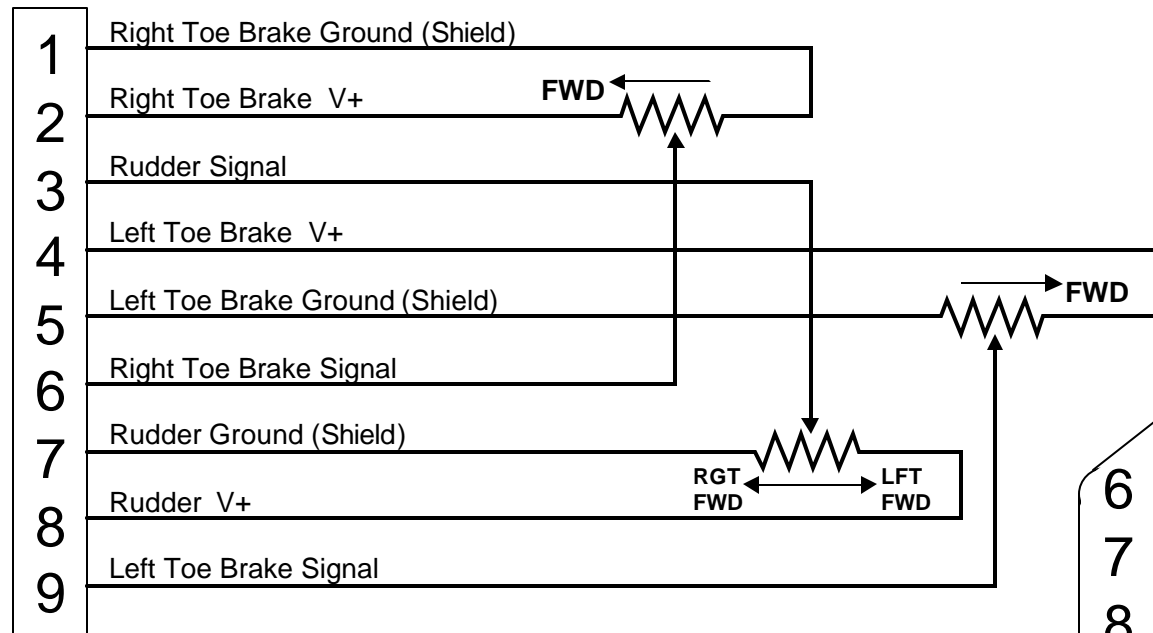 Right Toe Brake Ground (Shield)
1
Right Toe Brake V+
FWD
2
Rudder Signal
3
Left Toe Brake V+
4
Left Toe Brake Ground (Shield)
FWD
5
Right Toe Brake Signal
6
Rudder Ground (Shield)
7
RGT
FWD
LFT
FWD
Rudder V+
8
Left Toe Brake Signal
9
6
7
8